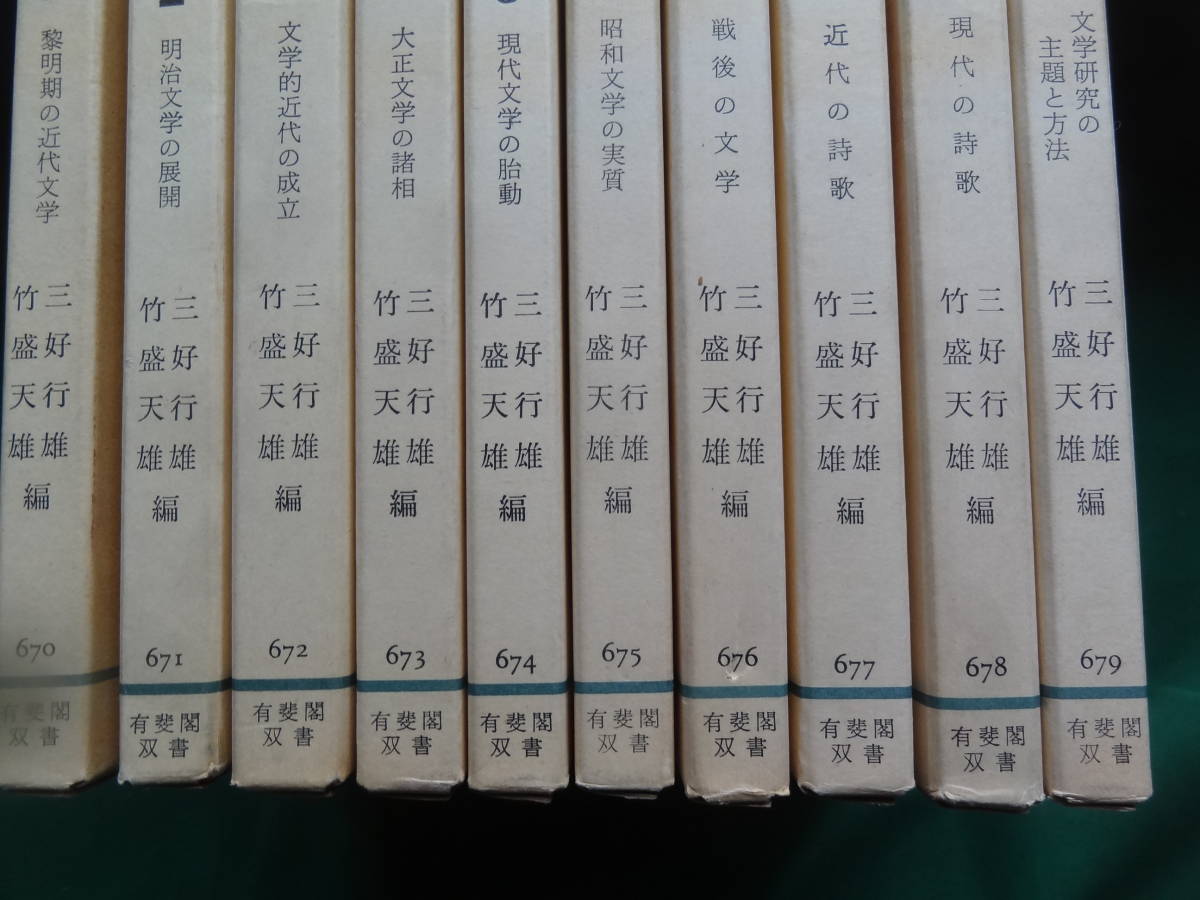 黎明期の近代文学
三好行雄
竹盛天雄
編
670
有斐閣
双書
明治文学の展開
三好行雄
竹盛天雄
編
671
有斐閣
双書
文学的近代の成立
三好行雄
竹盛天雄
編
672
有斐閣
双書
大正文学の諸相
三好行雄
竹盛天雄
編
673
有斐閣
双書
現代文学の胎動
三好行雄
竹盛天雄
編
674
有斐閣
双書
昭和文学の実質
三好行雄
竹盛天雄
編
675
有斐閣
双書
戦後の文学
三好行雄
竹盛天雄
編
676
有斐閣
双書
近代の詩歌
三好行雄
竹盛天雄
編
677
有斐閣
双書
現代の詩歌
三好行雄
竹盛天雄
編
678
有斐閣
双書
文学研究の
主題と方法
三好行雄
竹盛天雄
編
679
有斐閣
双書